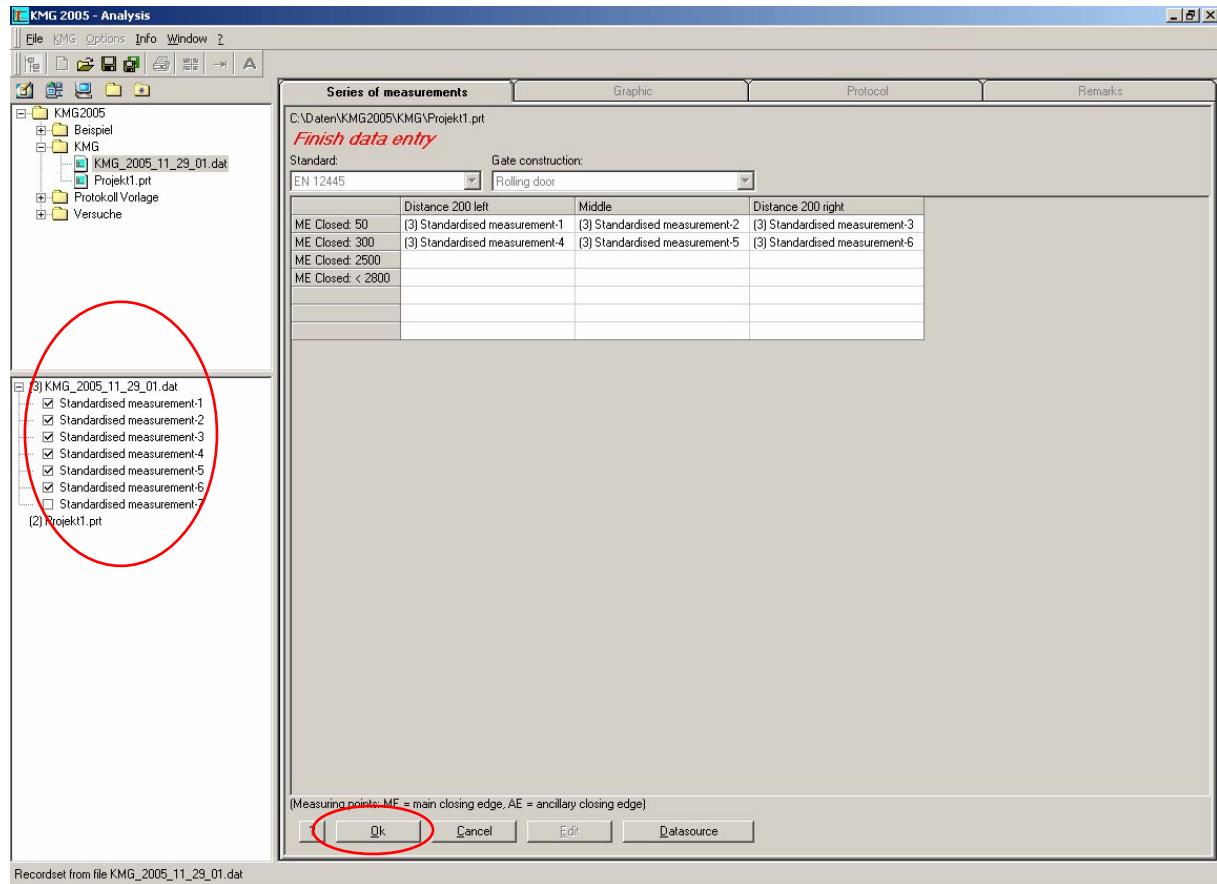 KMG 2005 - Analysis
File KMG Options Info Window ?
A
KMG2005
Beispiel
KMG
KMG_2005_11_29_01.dat
Projekt1.prt
Protokoll Vorlage
Versuche
(3) KMG_2005_11_29_01.dat
Standardised measurement-1
Standardised measurement-2
Standardised measurement-3
Standardised measurement-4
Standardised measurement-5
Standardised measurement-6
Standardised measurement-7
(2) Projekt1.prt
Series of measurements Graphic Protocol Remarks
C:\Daten\KMG2005\KMG\Projekt1.prt
Finish data entry
Standard: Gate construction:
EN 12445 Rolling door
Distance 200 left Middle Distance 200 right
ME Closed: 50 (3) Standardised measurement-1 (3) Standardised measurement-2 (3) Standardised measurement-3
ME Closed: 300 (3) Standardised measurement-4 (3) Standardised measurement-5 (3) Standardised measurement-6
ME Closed: 2500
ME Closed: < 2800
(Measuring points: ME = main closing edge, AE = ancillary closing edge)
? Ok Cancel Edit Datasource
Recordset from file KMG_2005_11_29_01.dat